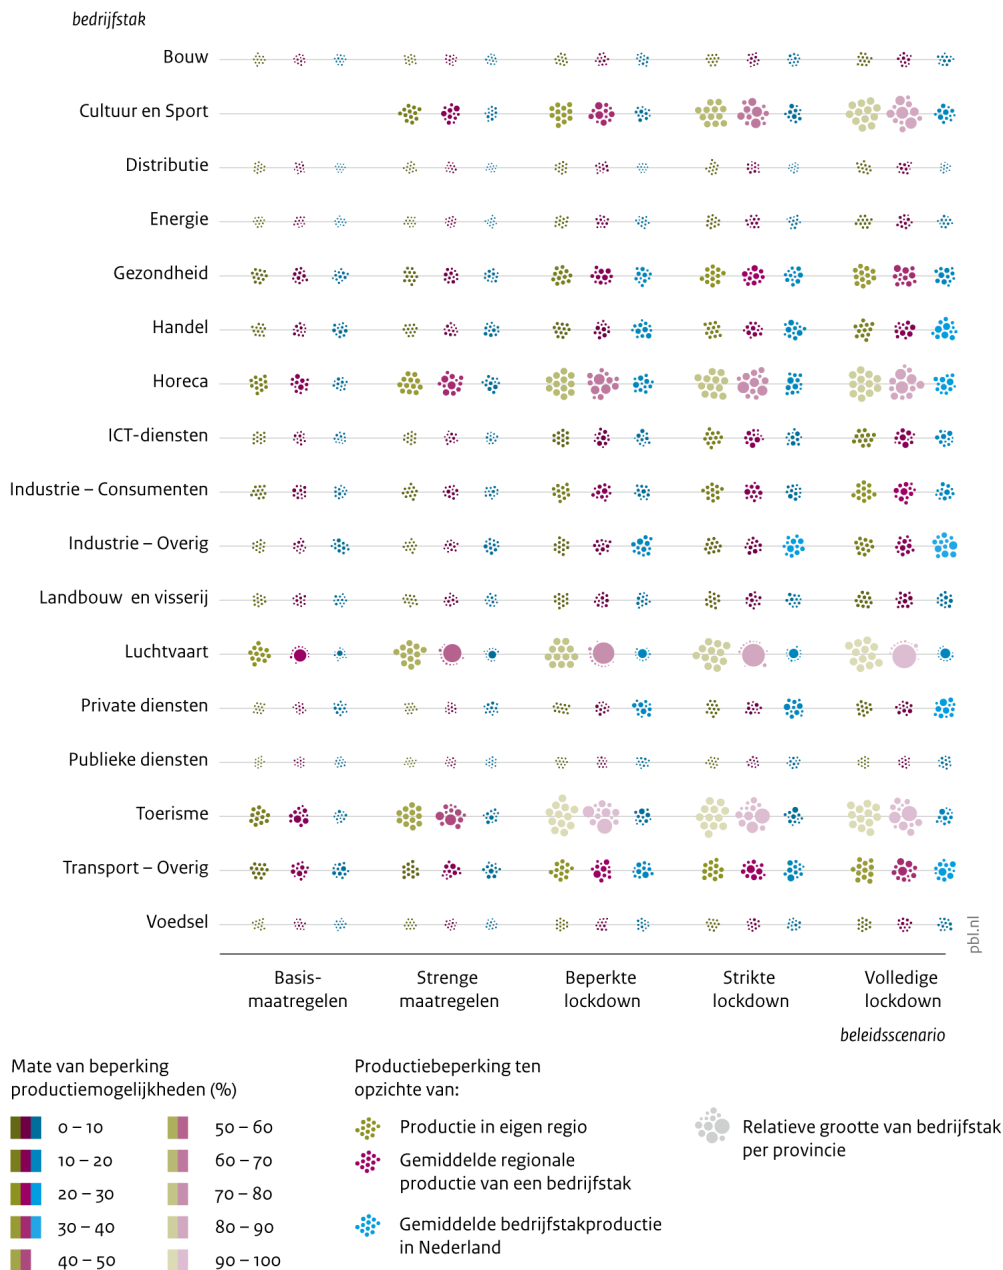 bedrijfstak
Bouw
Cultuur en Sport
Distributie
Energie
Gezondheid
Handel
Horeca
ICT-diensten
Industrie – Consumenten
Industrie – Overig
Landbouw en visserij
Luchtvaart
Private diensten
Publieke diensten
Toerisme
Transport – Overig
Voedsel
pbl.nl
Basis-
maatregelen
Strenge
maatregelen
Beperkte
lockdown
Strikte
lockdown
Volledige
lockdown
beleidsscenario
Mate van beperking
productiemogelijkheden (%)
0 – 10
10 – 20
20 – 30
30 – 40
40 – 50
50 – 60
60 – 70
70 – 80
80 – 90
90 – 100
Productiebeperking ten
opzichte van:
Productie in eigen regio
Gemiddelde regionale
productie van een bedrijfstak
Gemiddelde bedrijfstakproductie
in Nederland
Relatieve grootte van bedrijfstak
per provincie